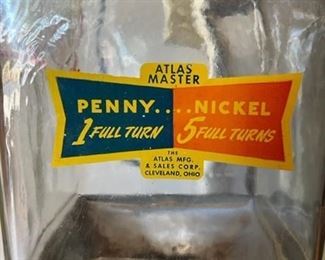 ATLAS
MASTER
PENNY....NICKEL
1 FULL TURN 5 FULL TURNS
THE
ATLAS MFG.
& SALES CORP.
CLEVELAND, OHIO